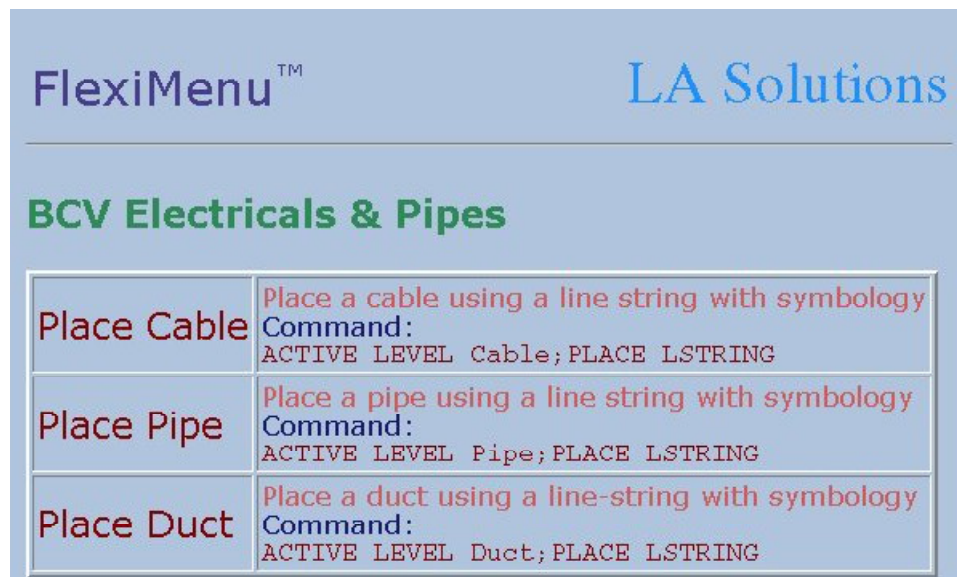 FlexiMenu™
LA Solutions
BCV Electricals & Pipes
Place Cable
Place a cable using a line string with symbology
Command:
ACTIVE LEVEL Cable;PLACE LSTRING
Place Pipe
Place a pipe using a line string with symbology
Command:
ACTIVE LEVEL Pipe;PLACE LSTRING
Place Duct
Place a duct using a line-string with symbology
Command:
ACTIVE LEVEL Duct;PLACE LSTRING